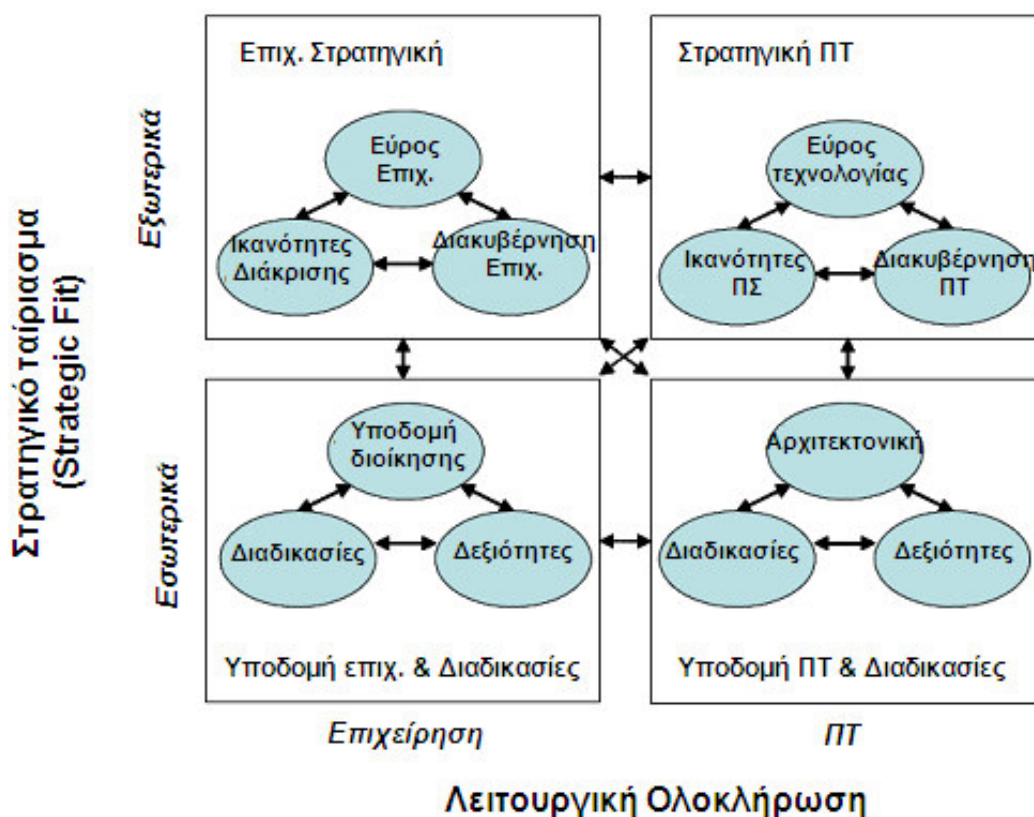 Επιχ. Στρατηγική
Στρατηγική ΠΤ
Εύρος
Επιχ.
Ικανότητες
Διάκρισης
Διακυβέρνηση
Επιχ.
Εύρος
τεχνολογίας
Ικανότητες
ΠΣ
Διακυβέρνηση
ΠΤ
Εξωτερικά
Στρατηγικό ταίριασμα
(Strategic Fit)
Εσωτερικά
Υποδομή
διοίκησης
Διαδικασίες
Δεξιότητες
Αρχιτεκτονική
Διαδικασίες
Δεξιότητες
Υποδομή επιχ. & Διαδικασίες
Υποδομή ΠΤ & Διαδικασίες
Επιχείρηση
ΠΤ
Λειτουργική Ολοκλήρωση